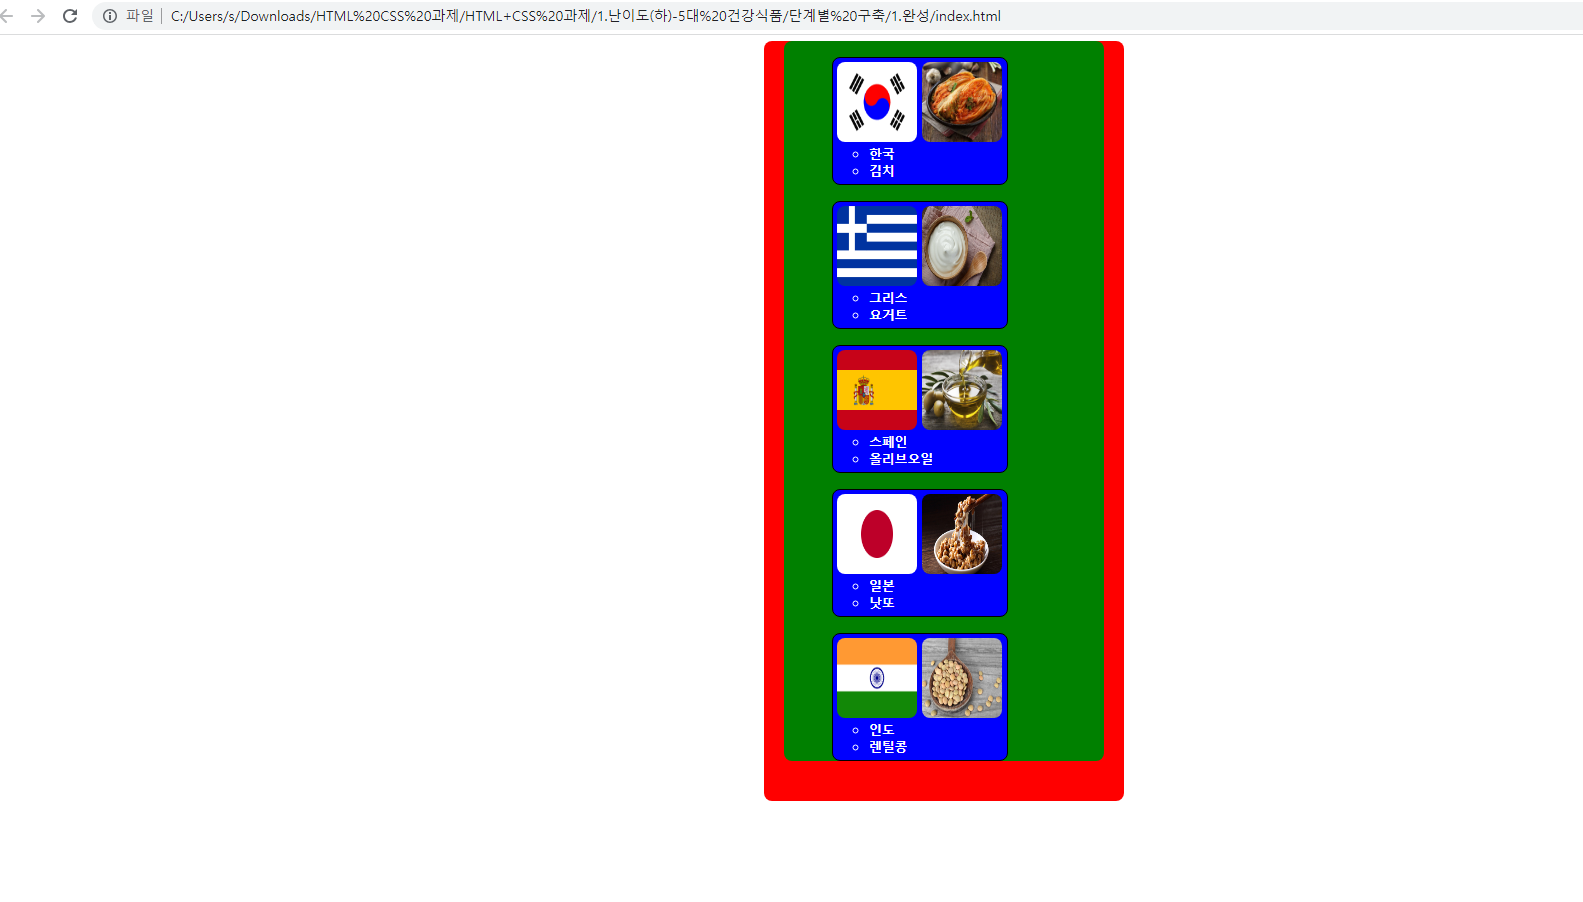 파일 C:/Users/s/Downloads/HTML%20CSS%20과제/HTML+CSS%20과제/1.난이도(하)-5대%20건강식품/단계별%20구축/1.완성/index.html
한국
김치
그리스
요거트
스페인
올리브오일
일본
낫또
인도
렌틸콩